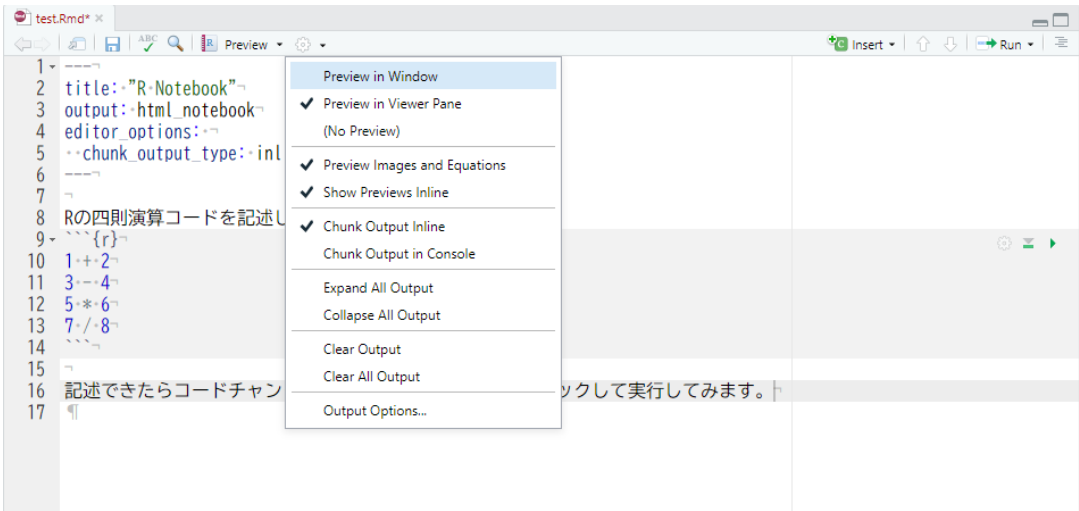 test.Rmd*
ABC Preview Insert Run
1 ---
2 title: "R Notebook"
3 output: html_notebook
4 editor_options:
5   chunk_output_type: inl
6 ---
7
8 Rの四則演算コードを記述し
9 ```{r}
10 1 + 2
11 3 - 4
12 5 * 6
13 7 / 8
14 ```
15
16 記述できたらコードチャン ックして実行してみます。
17
Preview in Window
Preview in Viewer Pane
(No Preview)
Preview Images and Equations
Show Previews Inline
Chunk Output Inline
Chunk Output in Console
Expand All Output
Collapse All Output
Clear Output
Clear All Output
Output Options...